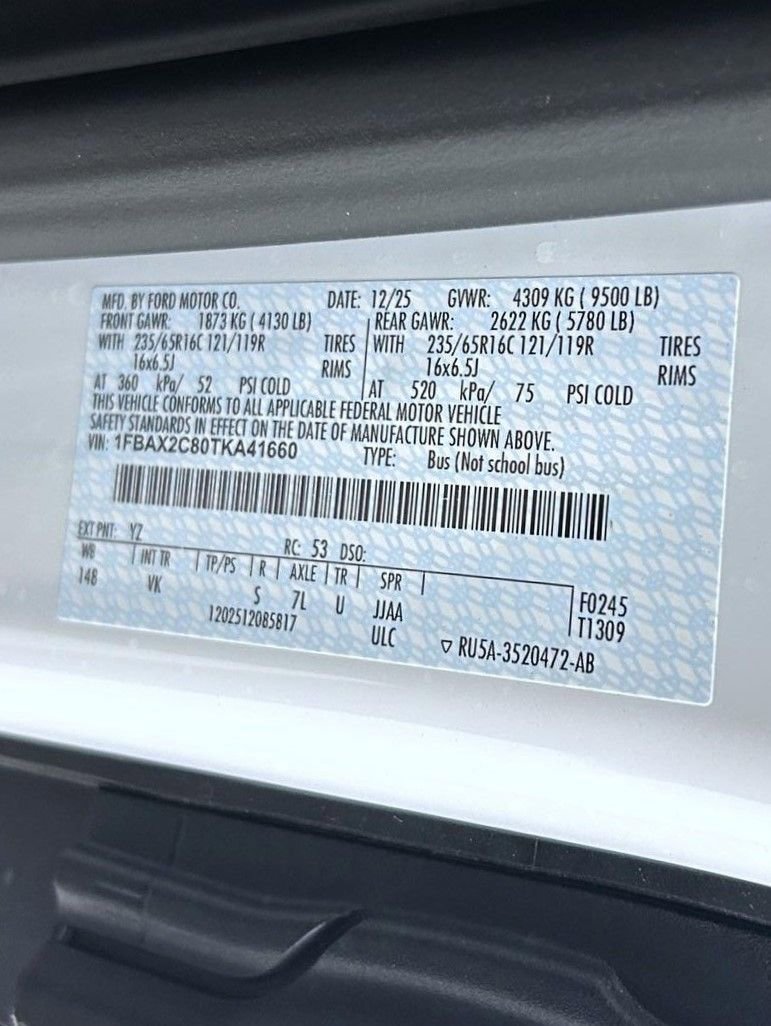 MFD. BY FORD MOTOR CO. DATE: 12/25 GVWR: 4309 KG ( 9500 LB)
FRONT GAWR: 1873 KG ( 4130 LB) REAR GAWR: 2622 KG ( 5780 LB)
WITH 235/65R16C 121/119R TIRES WITH 235/65R16C 121/119R TIRES
16x6.5J RIMS 16x6.5J RIMS
AT 360 kPa/ 52 PSI COLD AT 520 kPa/ 75 PSI COLD
THIS VEHICLE CONFORMS TO ALL APPLICABLE FEDERAL MOTOR VEHICLE
SAFETY STANDARDS IN EFFECT ON THE DATE OF MANUFACTURE SHOWN ABOVE.
VIN: 1FBAX2C80TKA41660 TYPE: Bus (Not school bus)
EXT PNT: YZ RC: 53 DSO:
WB INT TR TP/PS R AXLE TR SPR
148 VK S 7L U JJAA F0245
1202512085817 ULC T1309
RU5A-3520472-AB